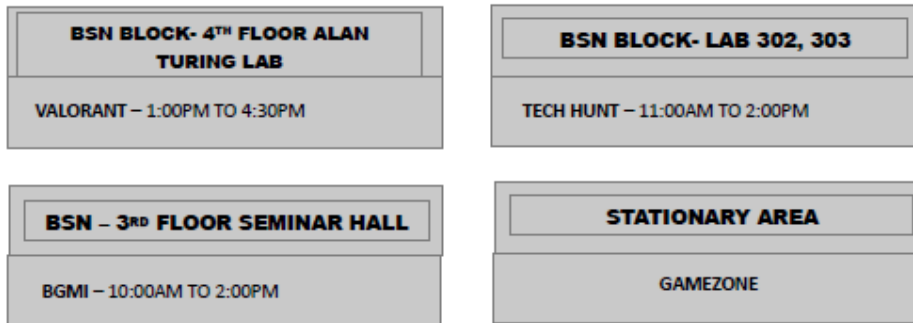 BSN BLOCK- 4TH FLOOR ALAN
TURING LAB
VALORANT – 1:00PM TO 4:30PM
BSN BLOCK- LAB 302, 303
TECH HUNT – 11:00AM TO 2:00PM
BSN – 3RD FLOOR SEMINAR HALL
BGMI – 10:00AM TO 2:00PM
STATIONARY AREA
GAMEZONE